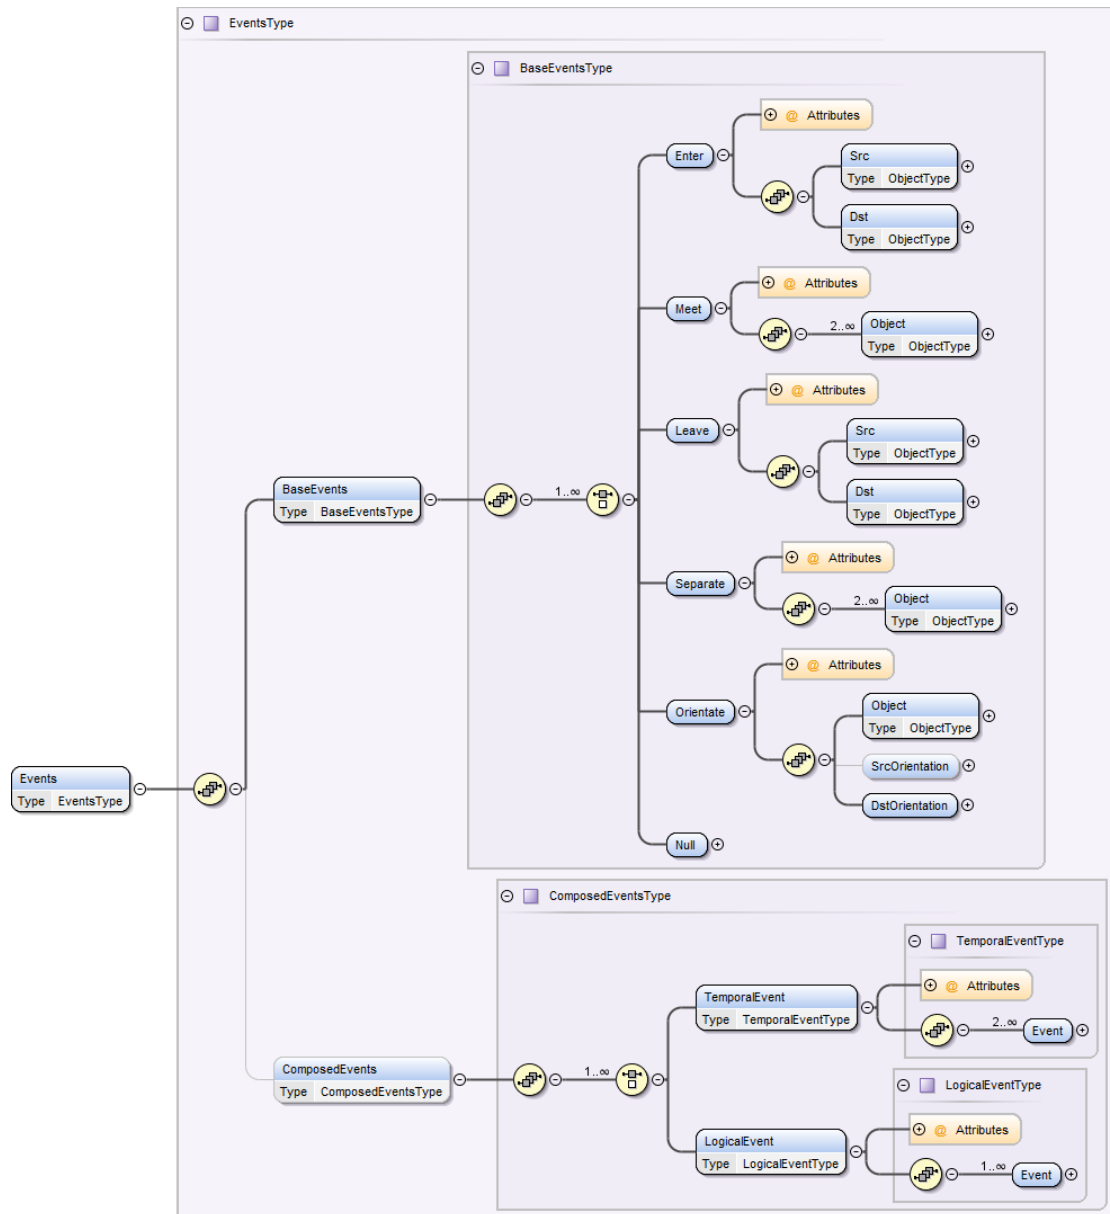 EventsType
BaseEventsType
@ Attributes
Enter
Src
Type ObjectType
Dst
Type ObjectType
@ Attributes
Meet
2..∞
Object
Type ObjectType
@ Attributes
Leave
Src
Type ObjectType
Dst
Type ObjectType
BaseEvents
Type BaseEventsType
1..∞
@ Attributes
Separate
2..∞
Object
Type ObjectType
@ Attributes
Orientate
Object
Type ObjectType
SrcOrientation
DstOrientation
Null
Events
Type EventsType
ComposedEventsType
TemporalEventType
@ Attributes
TemporalEvent
Type TemporalEventType
2..∞
Event
ComposedEvents
Type ComposedEventsType
1..∞
LogicalEventType
@ Attributes
LogicalEvent
Type LogicalEventType
1..∞
Event